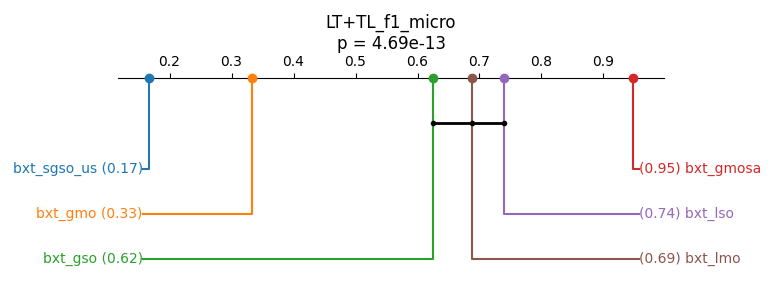 LT+TL_f1_micro
p = 4.69e-13
0.2 0.3 0.4 0.5 0.6 0.7 0.8 0.9
bxt_sgso_us (0.17) (0.95) bxt_gmosa
bxt_gmo (0.33) (0.74) bxt_lso
bxt_gso (0.62) (0.69) bxt_lmo